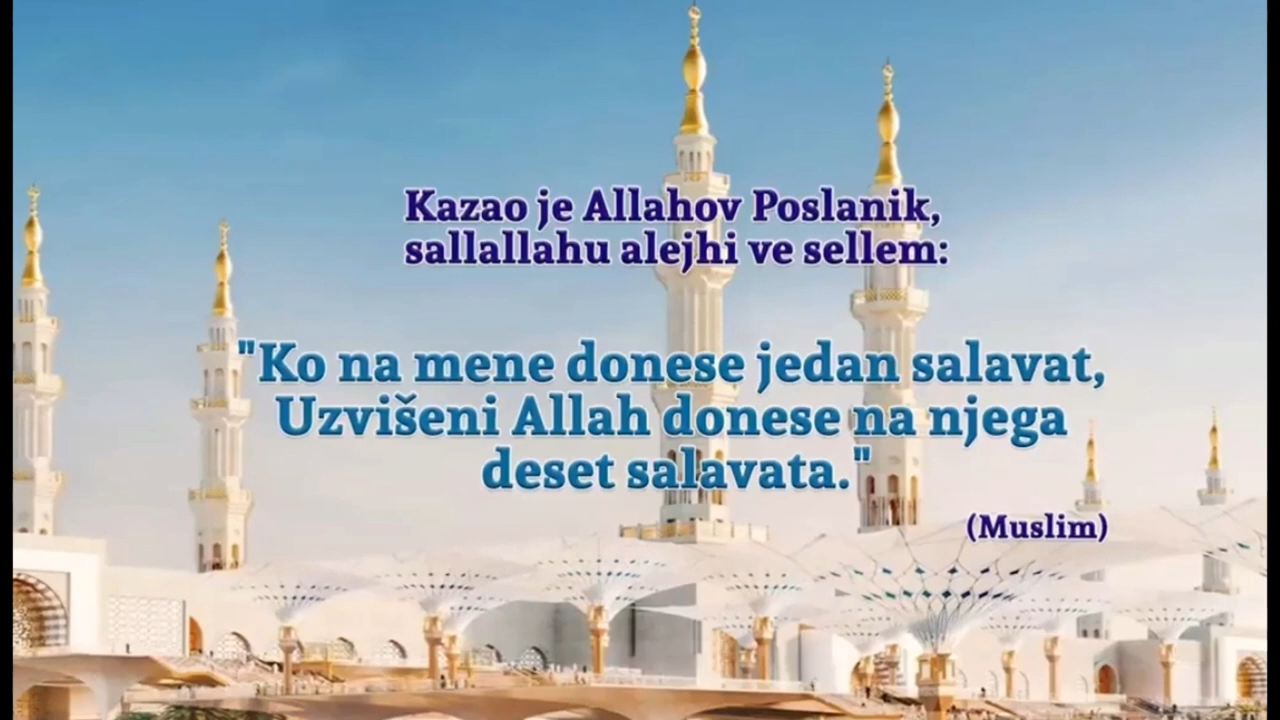 Kazao je Allahov Poslanik,
sallallahu alejhi ve sellem:
"Ko na mene donese jedan salavat,
Uzvišeni Allah donese na njega
deset salavata."
(Muslim)